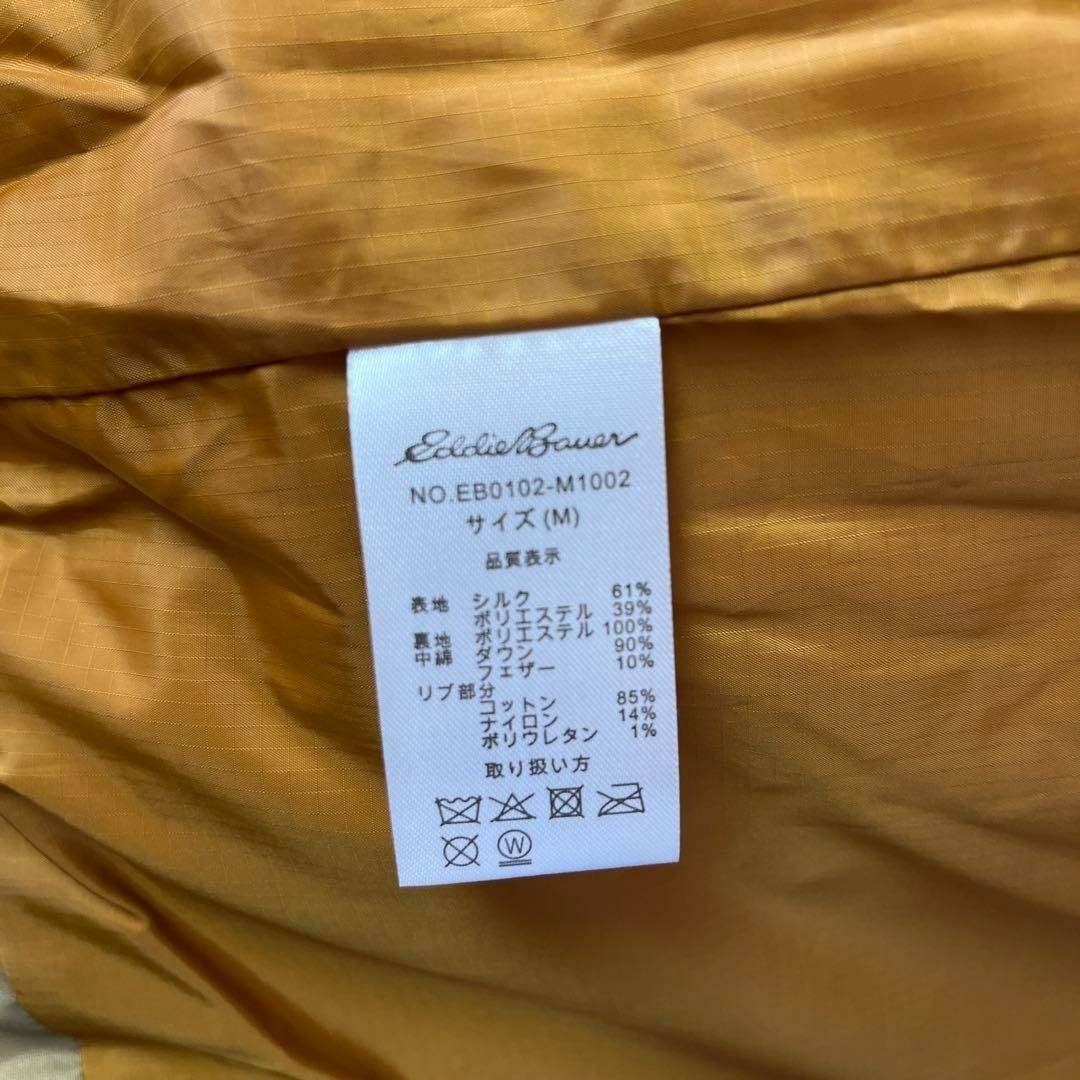 Eddie Bauer
NO.EB0102-M1002
サイズ(M)
品質表示
表地 シルク 61%
ポリエステル 39%
裏地 ポリエステル 100%
中綿 ダウン 90%
フェザー 10%
リブ部分
コットン 85%
ナイロン 14%
ポリウレタン 1%
取り扱い方
W